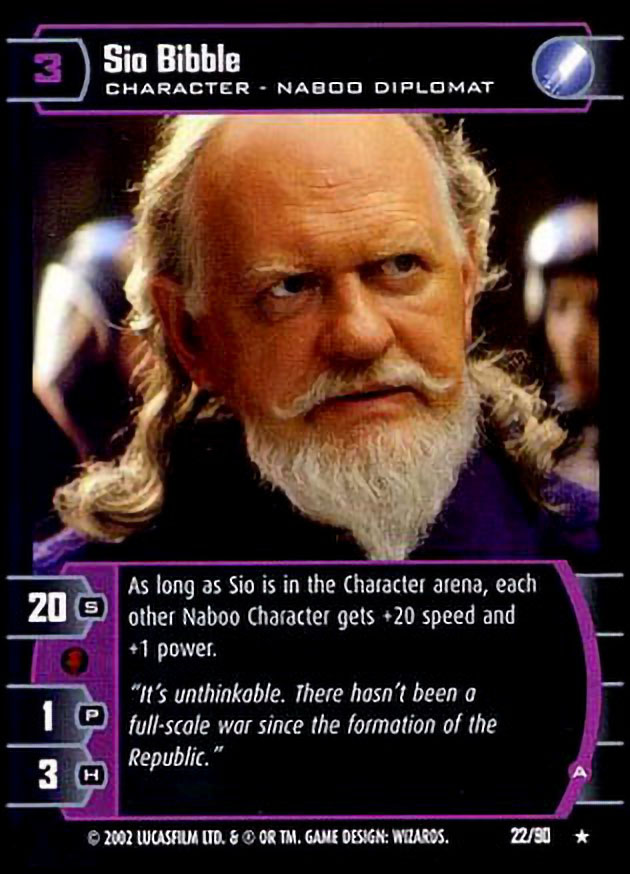 3
Sio Bibble
CHARACTER - NABOO DIPLOMAT
20 S
1 P
3 H
As long as Sio is in the Character arena, each
other Naboo Character gets +20 speed and
+1 power.
"It's unthinkable. There hasn't been a
full-scale war since the formation of the
Republic."
A
© 2002 LUCASFILM LTD. & ® OR TM. GAME DESIGN: WIZARDS.
22/90 ★